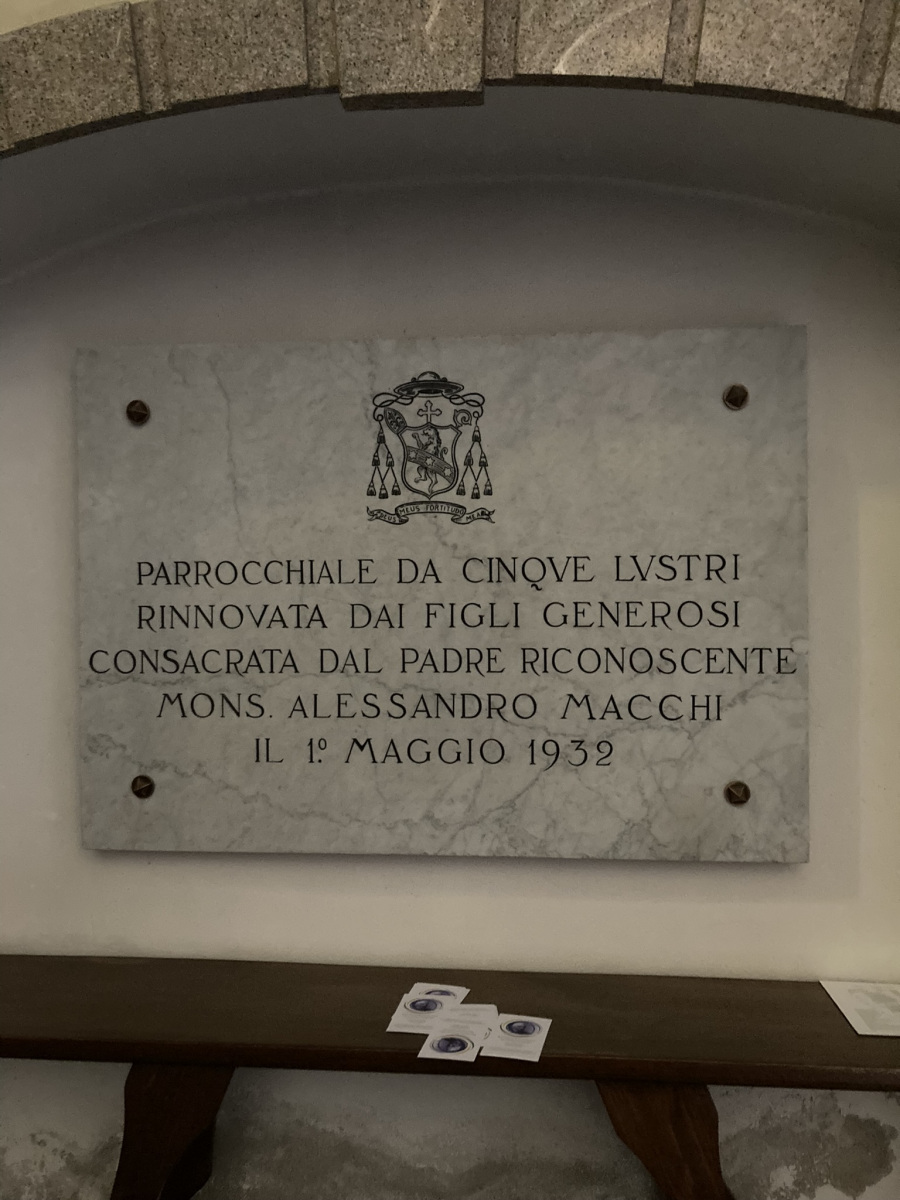 DEUS MEUS FORTITUDO MEA
PARROCCHIALE DA CINQVE LVSTRI
RINNOVATA DAI FIGLI GENEROSI
CONSACRATA DAL PADRE RICONOSCENTE
MONS. ALESSANDRO MACCHI
IL 1º MAGGIO 1932